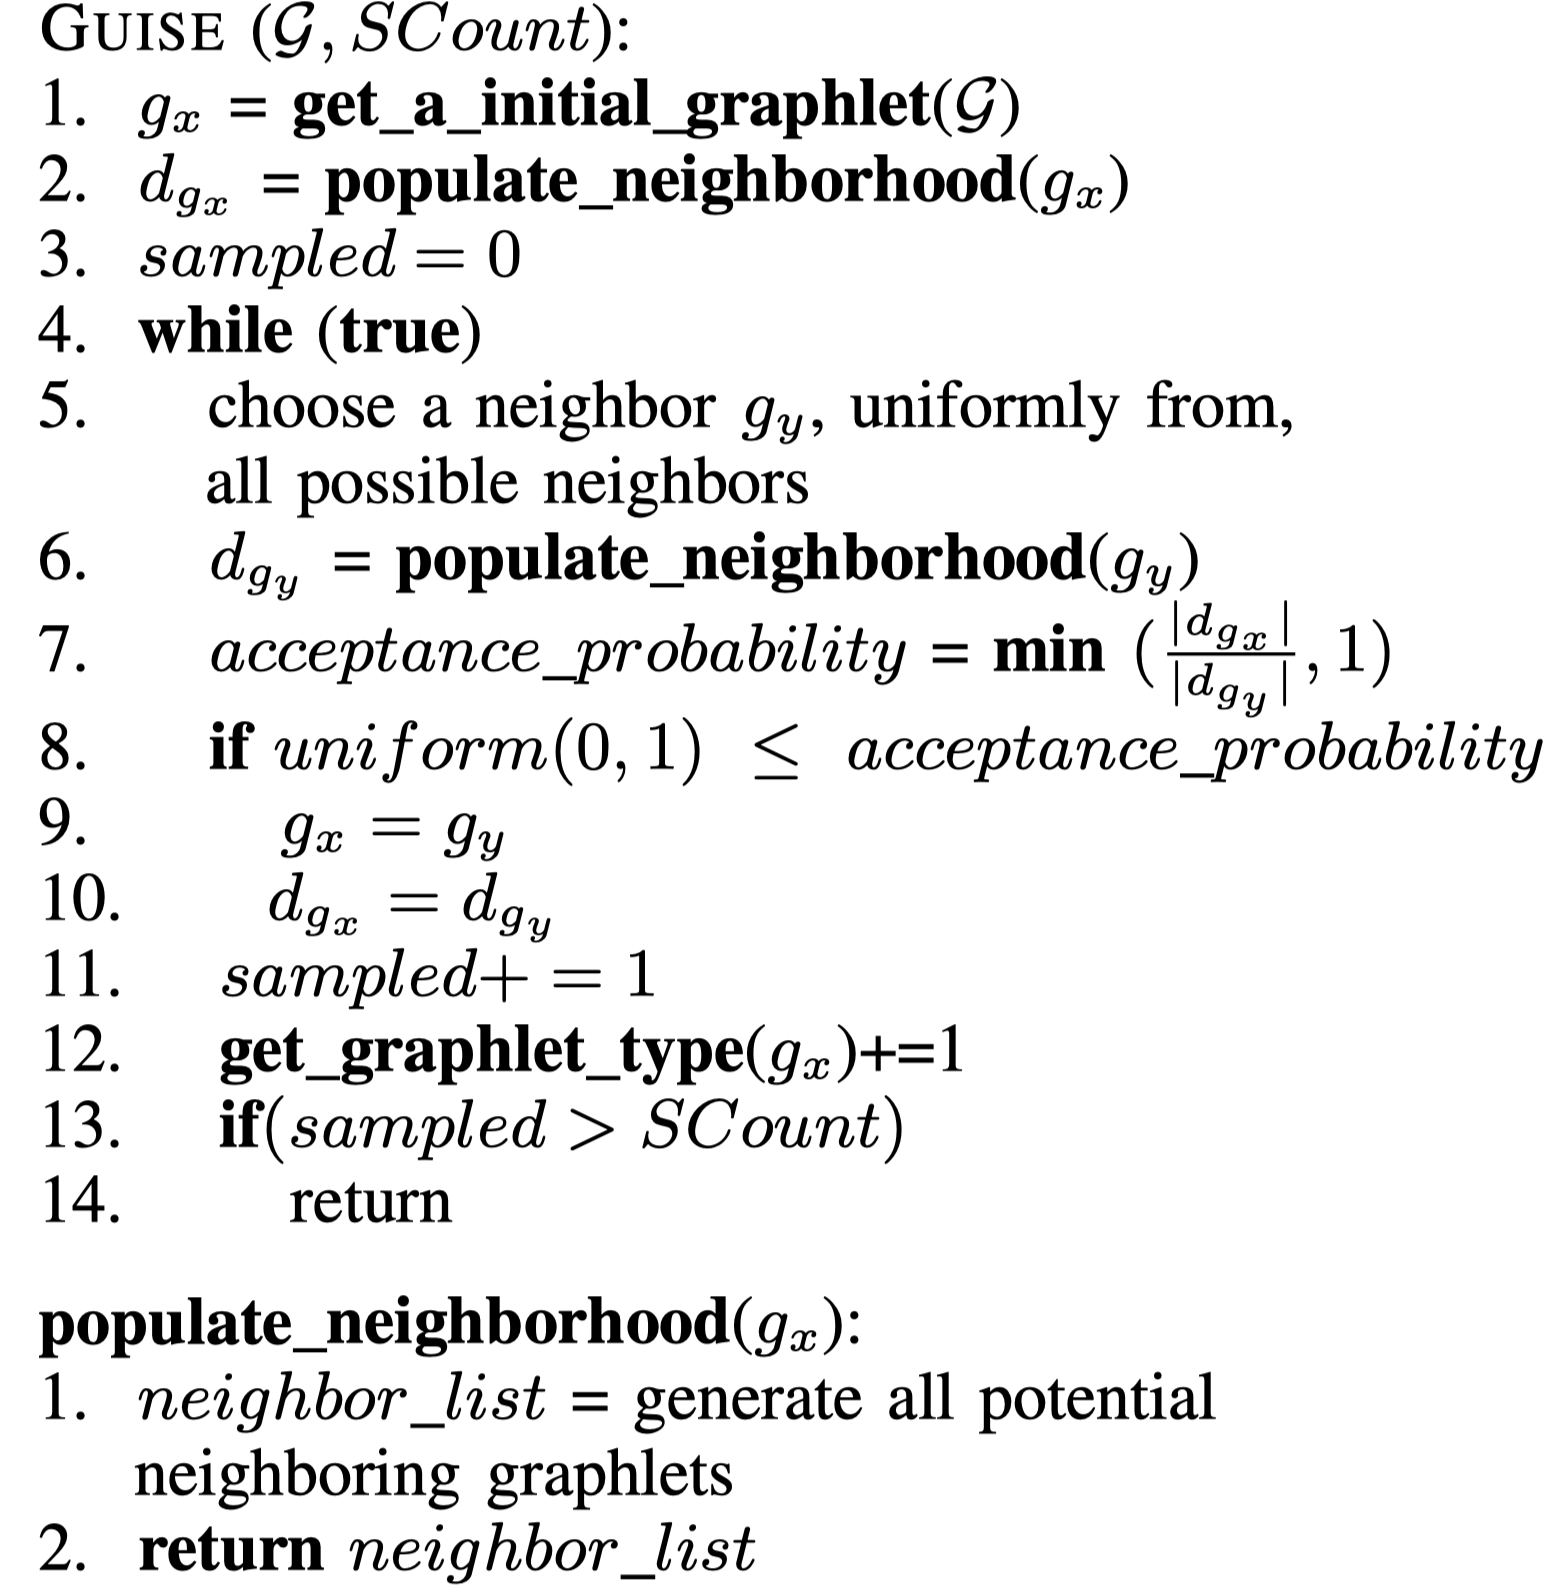 GUISE (𝒢, SCount):
1. g_x = get_a_initial_graphlet(𝒢)
2. d_{g_x} = populate_neighborhood(g_x)
3. sampled = 0
4. while (true)
5. choose a neighbor g_y, uniformly from,
all possible neighbors
6. d_{g_y} = populate_neighborhood(g_y)
7. acceptance_probability = min (\frac{|d_{g_x}|}{|d_{g_y}|}, 1)
8. if uniform(0, 1) ≤ acceptance_probability
9. g_x = g_y
10. d_{g_x} = d_{g_y}
11. sampled+ = 1
12. get_graphlet_type(g_x)+=1
13. if(sampled > SCount)
14. return
populate_neighborhood(g_x):
1. neighbor_list = generate all potential
neighboring graphlets
2. return neighbor_list